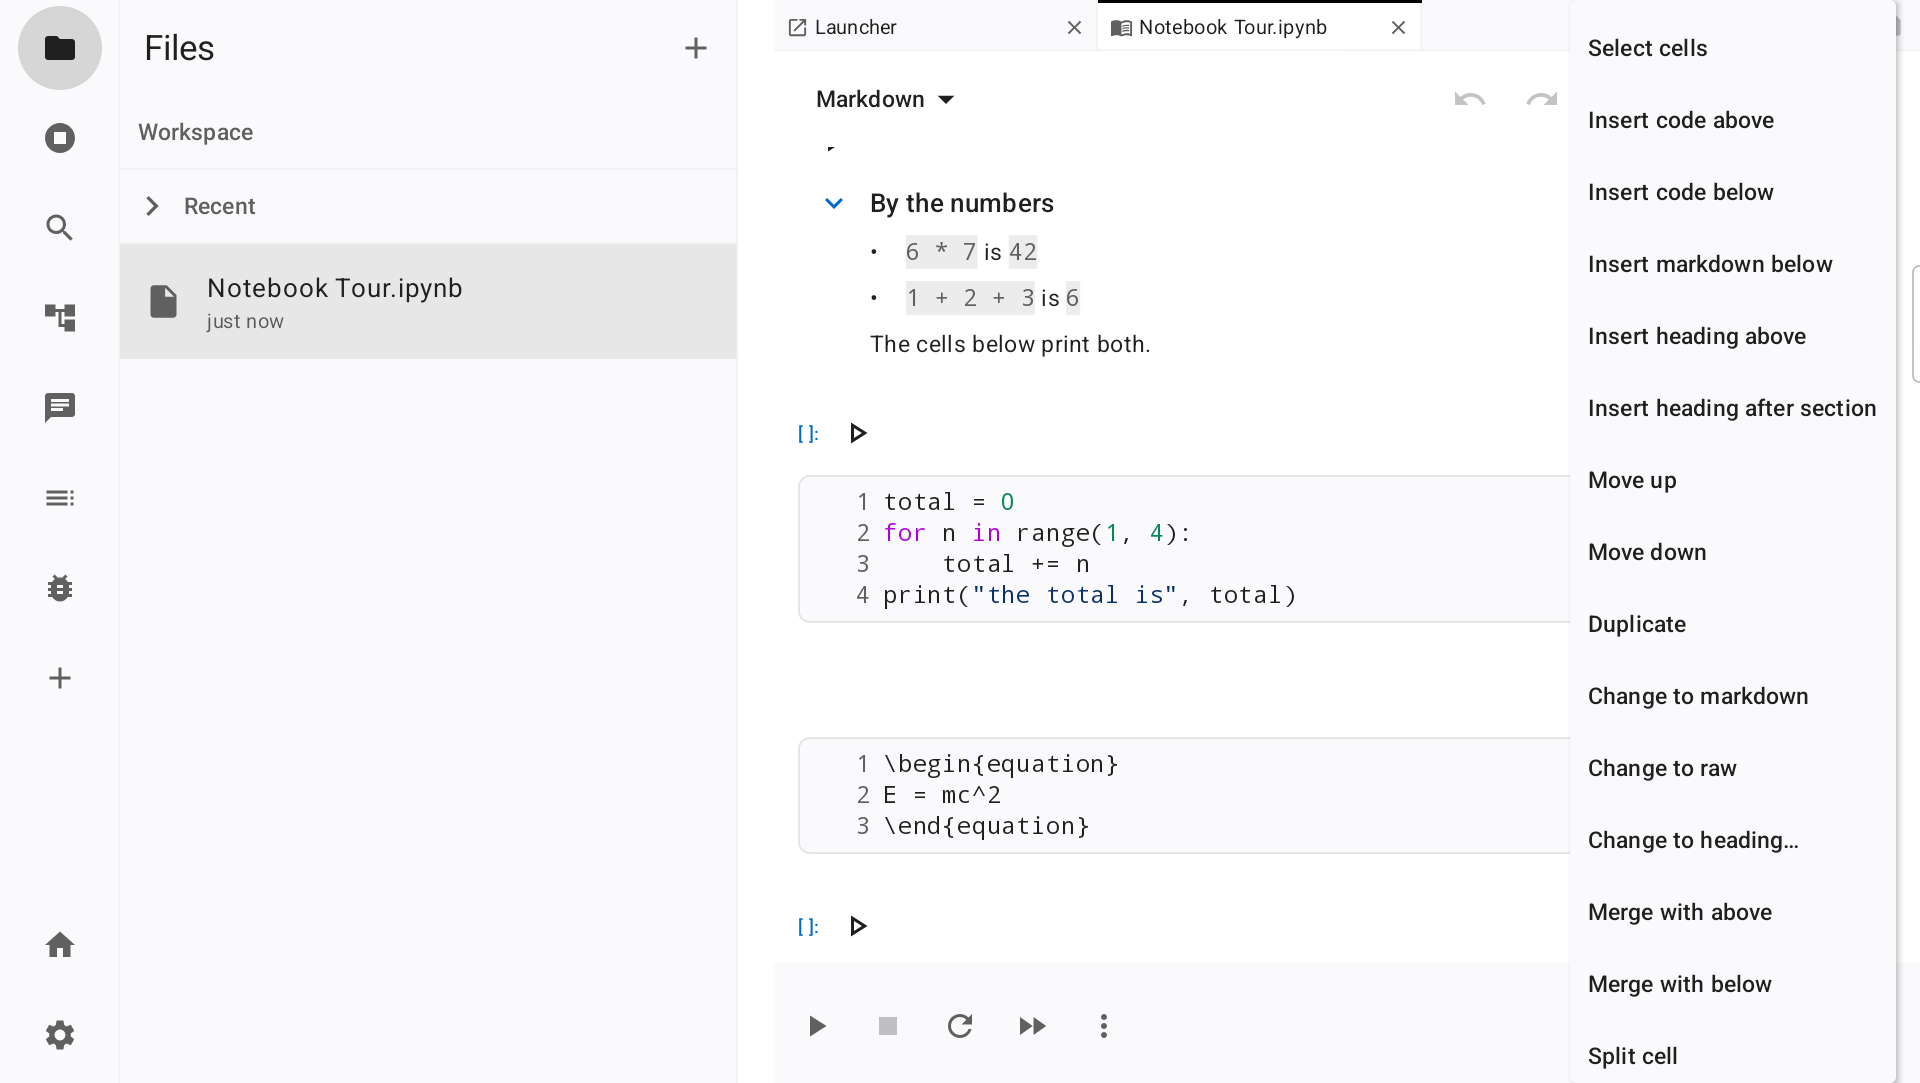 Files
Workspace
Recent
Notebook Tour.ipynb
just now
Launcher
Notebook Tour.ipynb
Markdown
By the numbers
• 6 * 7 is 42
• 1 + 2 + 3 is 6
The cells below print both.
[ ]:
1 total = 0
2 for n in range(1, 4):
3     total += n
4 print("the total is", total)
1 \begin{equation}
2 E = mc^2
3 \end{equation}
[ ]:
Select cells
Insert code above
Insert code below
Insert markdown below
Insert heading above
Insert heading after section
Move up
Move down
Duplicate
Change to markdown
Change to raw
Change to heading…
Merge with above
Merge with below
Split cell